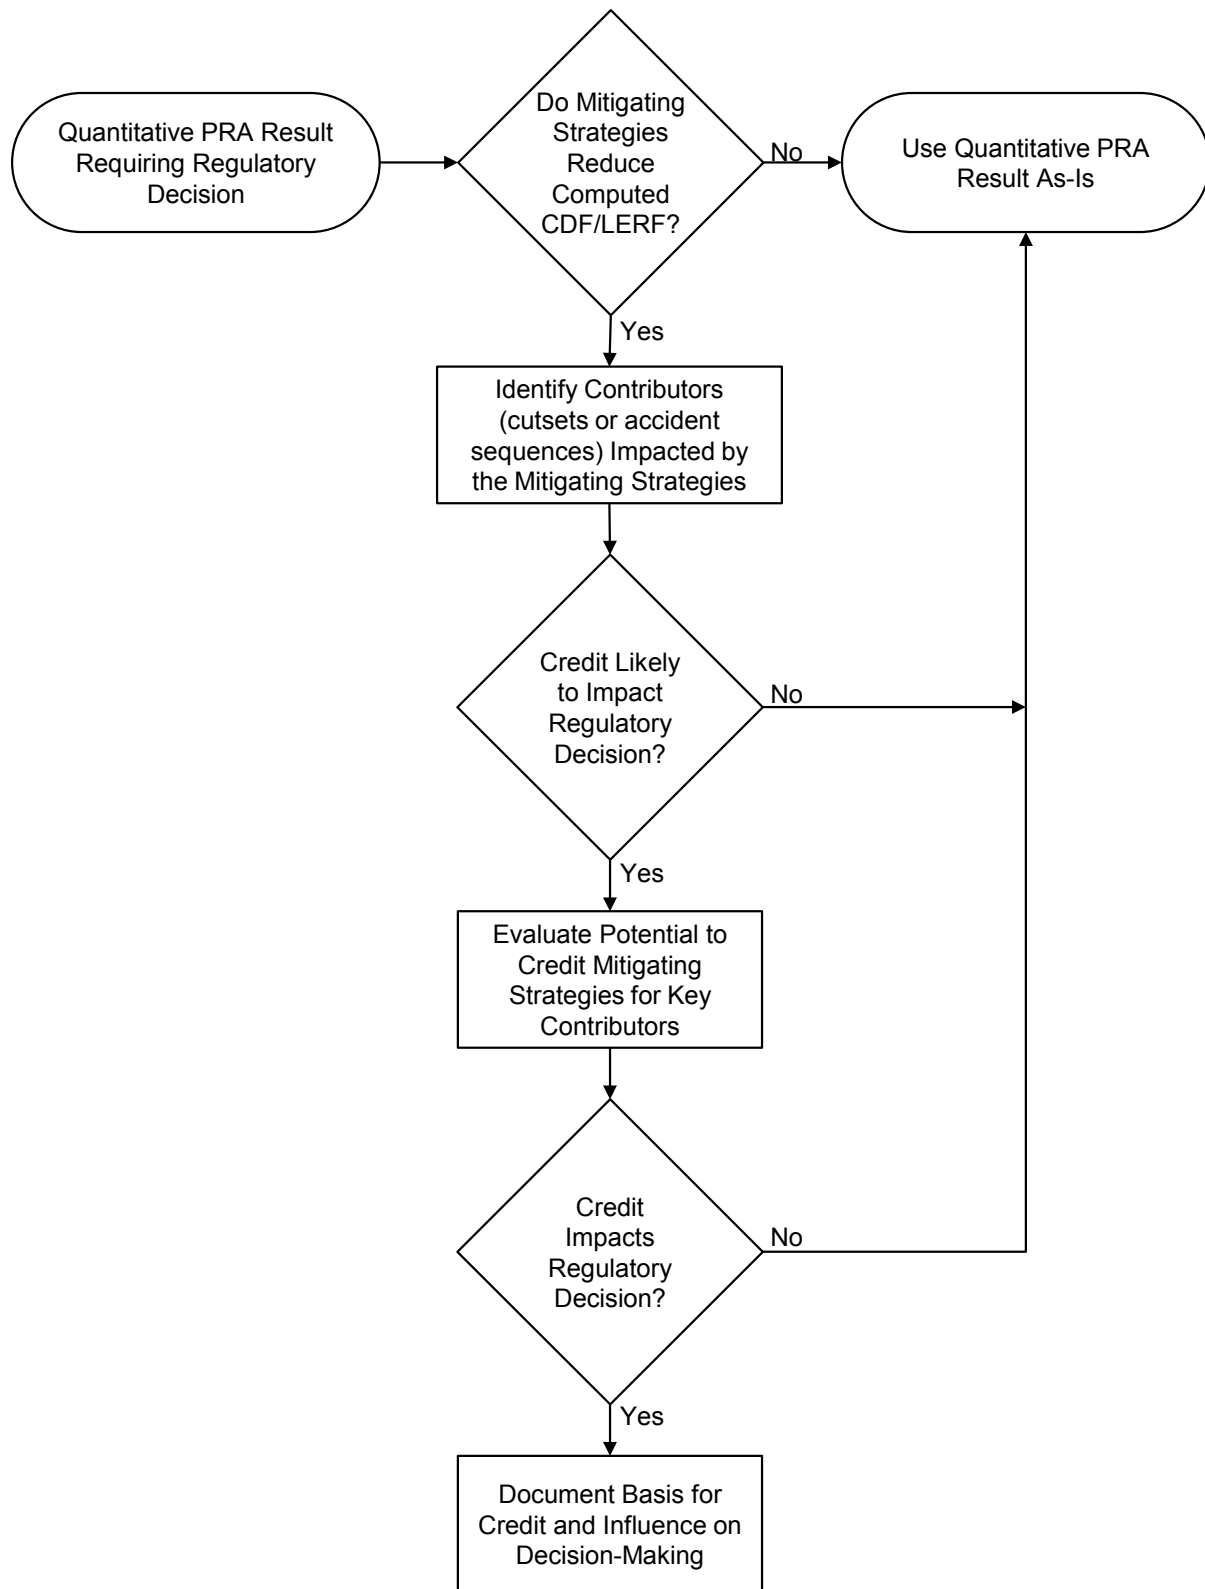 Quantitative PRA Result
Requiring Regulatory
Decision
Do Mitigating
Strategies
Reduce
Computed
CDF/LERF?
No
Use Quantitative PRA
Result As-Is
Yes
Identify Contributors
(cutsets or accident
sequences) Impacted by
the Mitigating Strategies
Credit Likely
to Impact
Regulatory
Decision?
No
Yes
Evaluate Potential to
Credit Mitigating
Strategies for Key
Contributors
Credit
Impacts
Regulatory
Decision?
No
Yes
Document Basis for
Credit and Influence on
Decision-Making